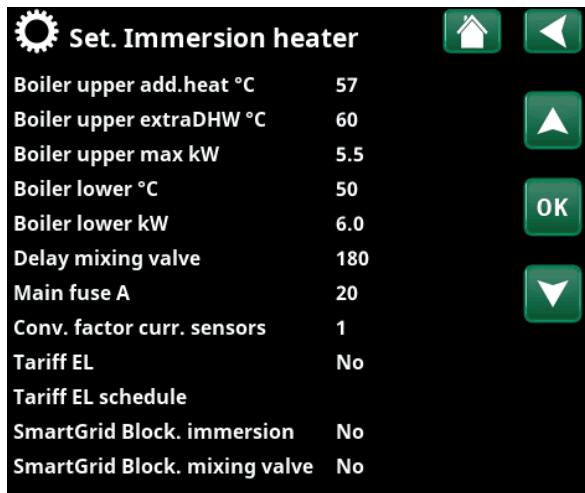 Set. Immersion heater
Boiler upper add.heat °C 57
Boiler upper extraDHW °C 60
Boiler upper max kW 5.5
Boiler lower °C 50
Boiler lower kW 6.0
Delay mixing valve 180
Main fuse A 20
Conv. factor curr. sensors 1
Tariff EL No
Tariff EL schedule
SmartGrid Block. immersion No
SmartGrid Block. mixing valve No
OK